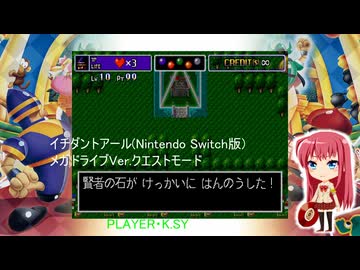 LIFE ♥×3 CREDIT ∞
Lv 10 PT 00
イチダントアール(Nintendo Switch版)
メガドライブVer.クエストモード
賢者の石が けっかいに はんのうした!
PLAYER・K.SY